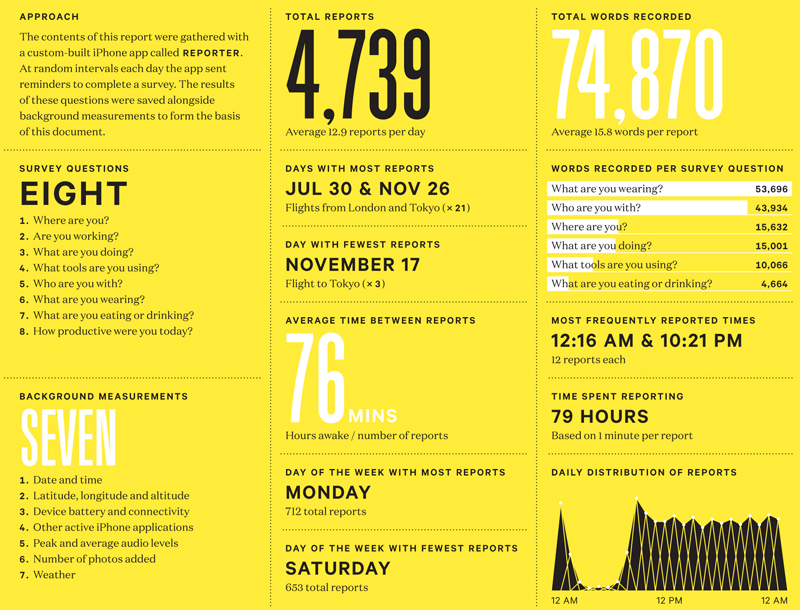 APPROACH
The contents of this report were gathered with
a custom-built iPhone app called REPORTER.
At random intervals each day the app sent
reminders to complete a survey. The results
of these questions were saved alongside
background measurements to form the basis
of this document.
SURVEY QUESTIONS
EIGHT
1. Where are you?
2. Are you working?
3. What are you doing?
4. What tools are you using?
5. Who are you with?
6. What are you wearing?
7. What are you eating or drinking?
8. How productive were you today?
BACKGROUND MEASUREMENTS
SEVEN
1. Date and time
2. Latitude, longitude and altitude
3. Device battery and connectivity
4. Other active iPhone applications
5. Peak and average audio levels
6. Number of photos added
7. Weather
TOTAL REPORTS
4,739
Average 12.9 reports per day
DAYS WITH MOST REPORTS
JUL 30 & NOV 26
Flights from London and Tokyo (× 21)
DAY WITH FEWEST REPORTS
NOVEMBER 17
Flight to Tokyo (× 3)
AVERAGE TIME BETWEEN REPORTS
76 MINS
Hours awake / number of reports
DAY OF THE WEEK WITH MOST REPORTS
MONDAY
712 total reports
DAY OF THE WEEK WITH FEWEST REPORTS
SATURDAY
653 total reports
TOTAL WORDS RECORDED
74,870
Average 15.8 words per report
WORDS RECORDED PER SURVEY QUESTION
What are you wearing? 53,696
Who are you with? 43,934
Where are you? 15,632
What are you doing? 15,001
What tools are you using? 10,066
What are you eating or drinking? 4,664
MOST FREQUENTLY REPORTED TIMES
12:16 AM & 10:21 PM
12 reports each
TIME SPENT REPORTING
79 HOURS
Based on 1 minute per report
DAILY DISTRIBUTION OF REPORTS
12 AM 12 PM 12 AM